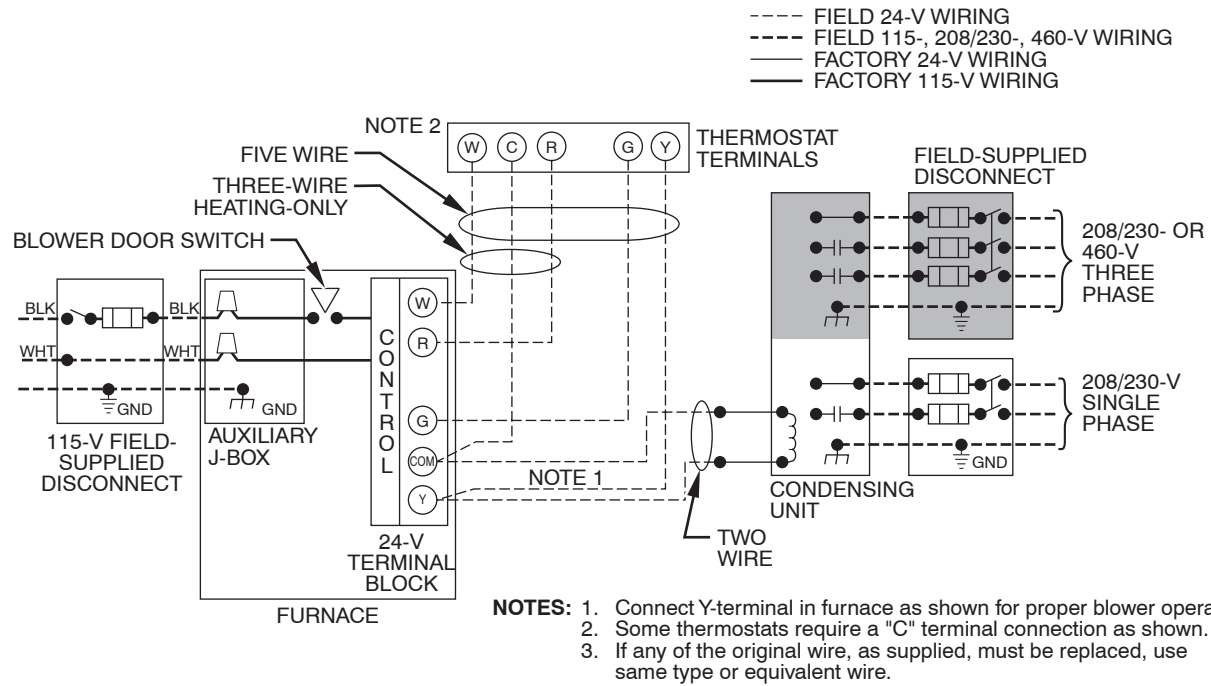 FIELD 24-V WIRING
FIELD 115-, 208/230-, 460-V WIRING
FACTORY 24-V WIRING
FACTORY 115-V WIRING
NOTE 2
W C R G Y
THERMOSTAT
TERMINALS
FIVE WIRE
THREE-WIRE
HEATING-ONLY
BLOWER DOOR SWITCH
FIELD-SUPPLIED
DISCONNECT
208/230- OR
460-V
THREE
PHASE
BLK
BLK
WHT
WHT
GND
GND
115-V FIELD-
SUPPLIED
DISCONNECT
AUXILIARY
J-BOX
CONTROL
W
R
G
COM
Y
24-V
TERMINAL
BLOCK
FURNACE
NOTE 1
TWO
WIRE
CONDENSING
UNIT
GND
208/230-V
SINGLE
PHASE
NOTES: 1. Connect Y-terminal in furnace as shown for proper blower opera
2. Some thermostats require a "C" terminal connection as shown.
3. If any of the original wire, as supplied, must be replaced, use
same type or equivalent wire.